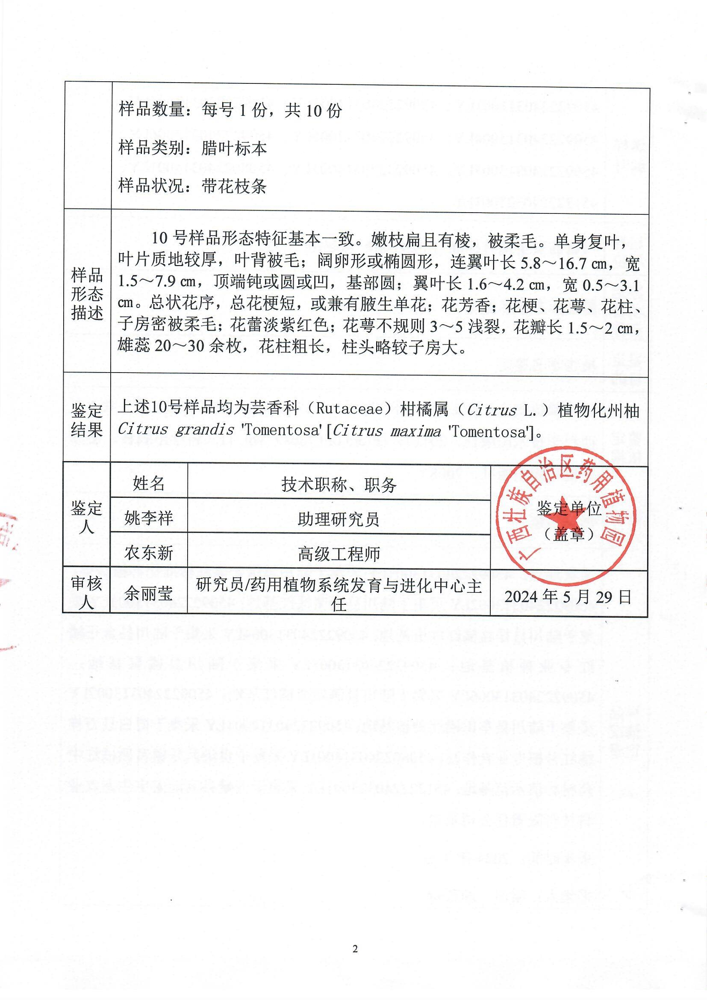 样品数量：每号 1 份，共 10 份
样品类别：腊叶标本
样品状况：带花枝条
样品
形态
描述
10 号样品形态特征基本一致。嫩枝扁且有棱，被柔毛。单身复叶，
叶片质地较厚，叶背被毛；阔卵形或椭圆形，连翼叶长 5.8～16.7 cm，宽
1.5～7.9 cm，顶端钝或圆或凹，基部圆；翼叶长 1.6～4.2 cm，宽 0.5～3.1
cm。总状花序，总花梗短，或兼有腋生单花；花芳香；花梗、花萼、花柱、
子房密被柔毛；花蕾淡紫红色；花萼不规则 3～5 浅裂，花瓣长 1.5～2 cm，
雄蕊 20～30 余枚，花柱粗长，柱头略较子房大。
鉴定
结果
上述10号样品均为芸香科（Rutaceae）柑橘属（Citrus L.）植物化州柚
Citrus grandis 'Tomentosa' [Citrus maxima 'Tomentosa']。
鉴定
人
姓名
技术职称、职务
姚李祥
助理研究员
农东新
高级工程师
鉴定单位
（盖章）
广西壮族自治区药用植物园
审核
人
余丽莹
研究员/药用植物系统发育与进化中心主
任
2024 年 5 月 29 日
2